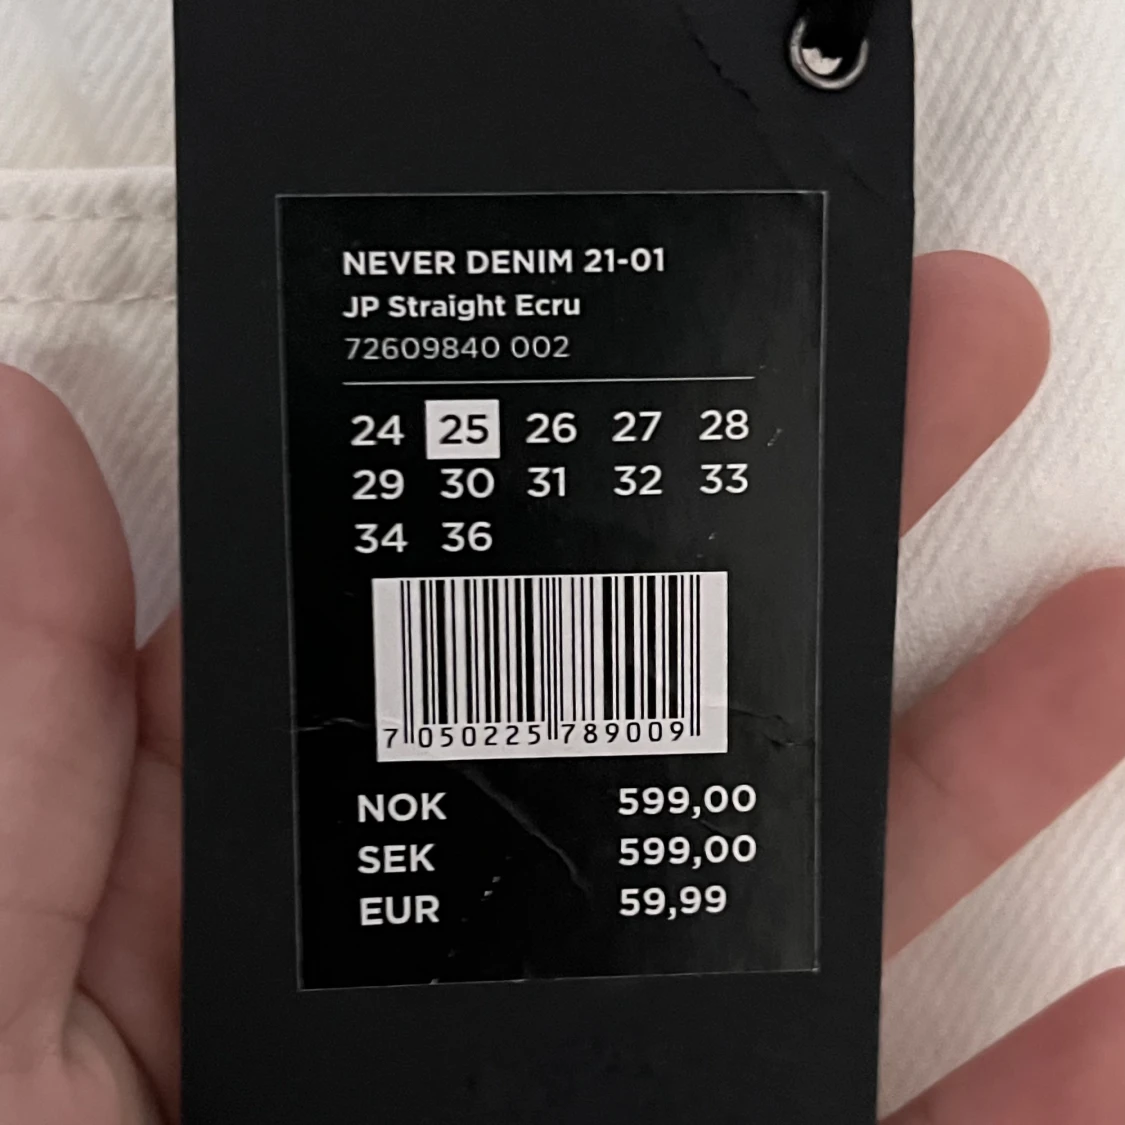 NEVER DENIM 21-01
JP Straight Ecru
72609840 002
24 25 26 27 28
29 30 31 32 33
34 36
7 050225 789009
NOK 599,00
SEK 599,00
EUR 59,99